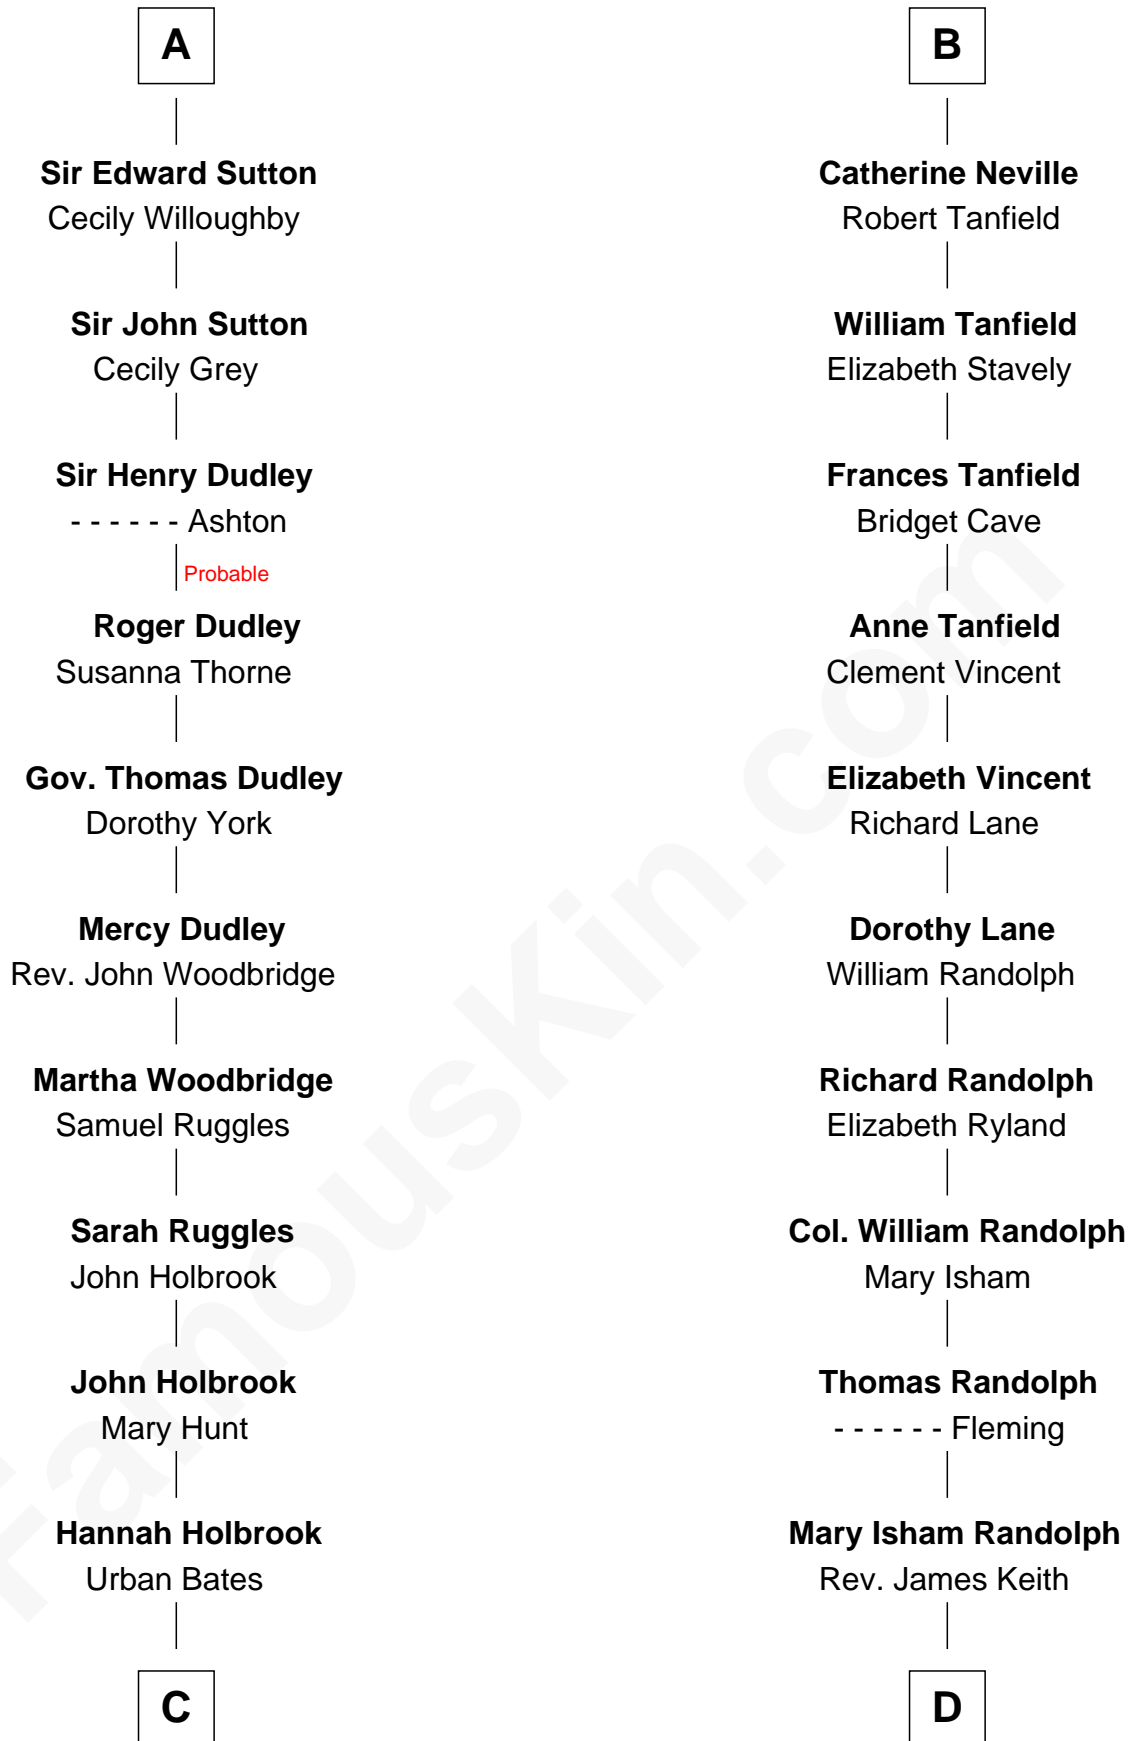 A
Sir Edward Sutton
Cecily Willoughby
Sir John Sutton
Cecily Grey
Sir Henry Dudley
- - - - - - Ashton
Probable
Roger Dudley
Susanna Thorne
Gov. Thomas Dudley
Dorothy York
Mercy Dudley
Rev. John Woodbridge
Martha Woodbridge
Samuel Ruggles
Sarah Ruggles
John Holbrook
John Holbrook
Mary Hunt
Hannah Holbrook
Urban Bates
C
B
Catherine Neville
Robert Tanfield
William Tanfield
Elizabeth Stavely
Frances Tanfield
Bridget Cave
Anne Tanfield
Clement Vincent
Elizabeth Vincent
Richard Lane
Dorothy Lane
William Randolph
Richard Randolph
Elizabeth Ryland
Col. William Randolph
Mary Isham
Thomas Randolph
- - - - - - Fleming
Mary Isham Randolph
Rev. James Keith
D
FamousKin.com